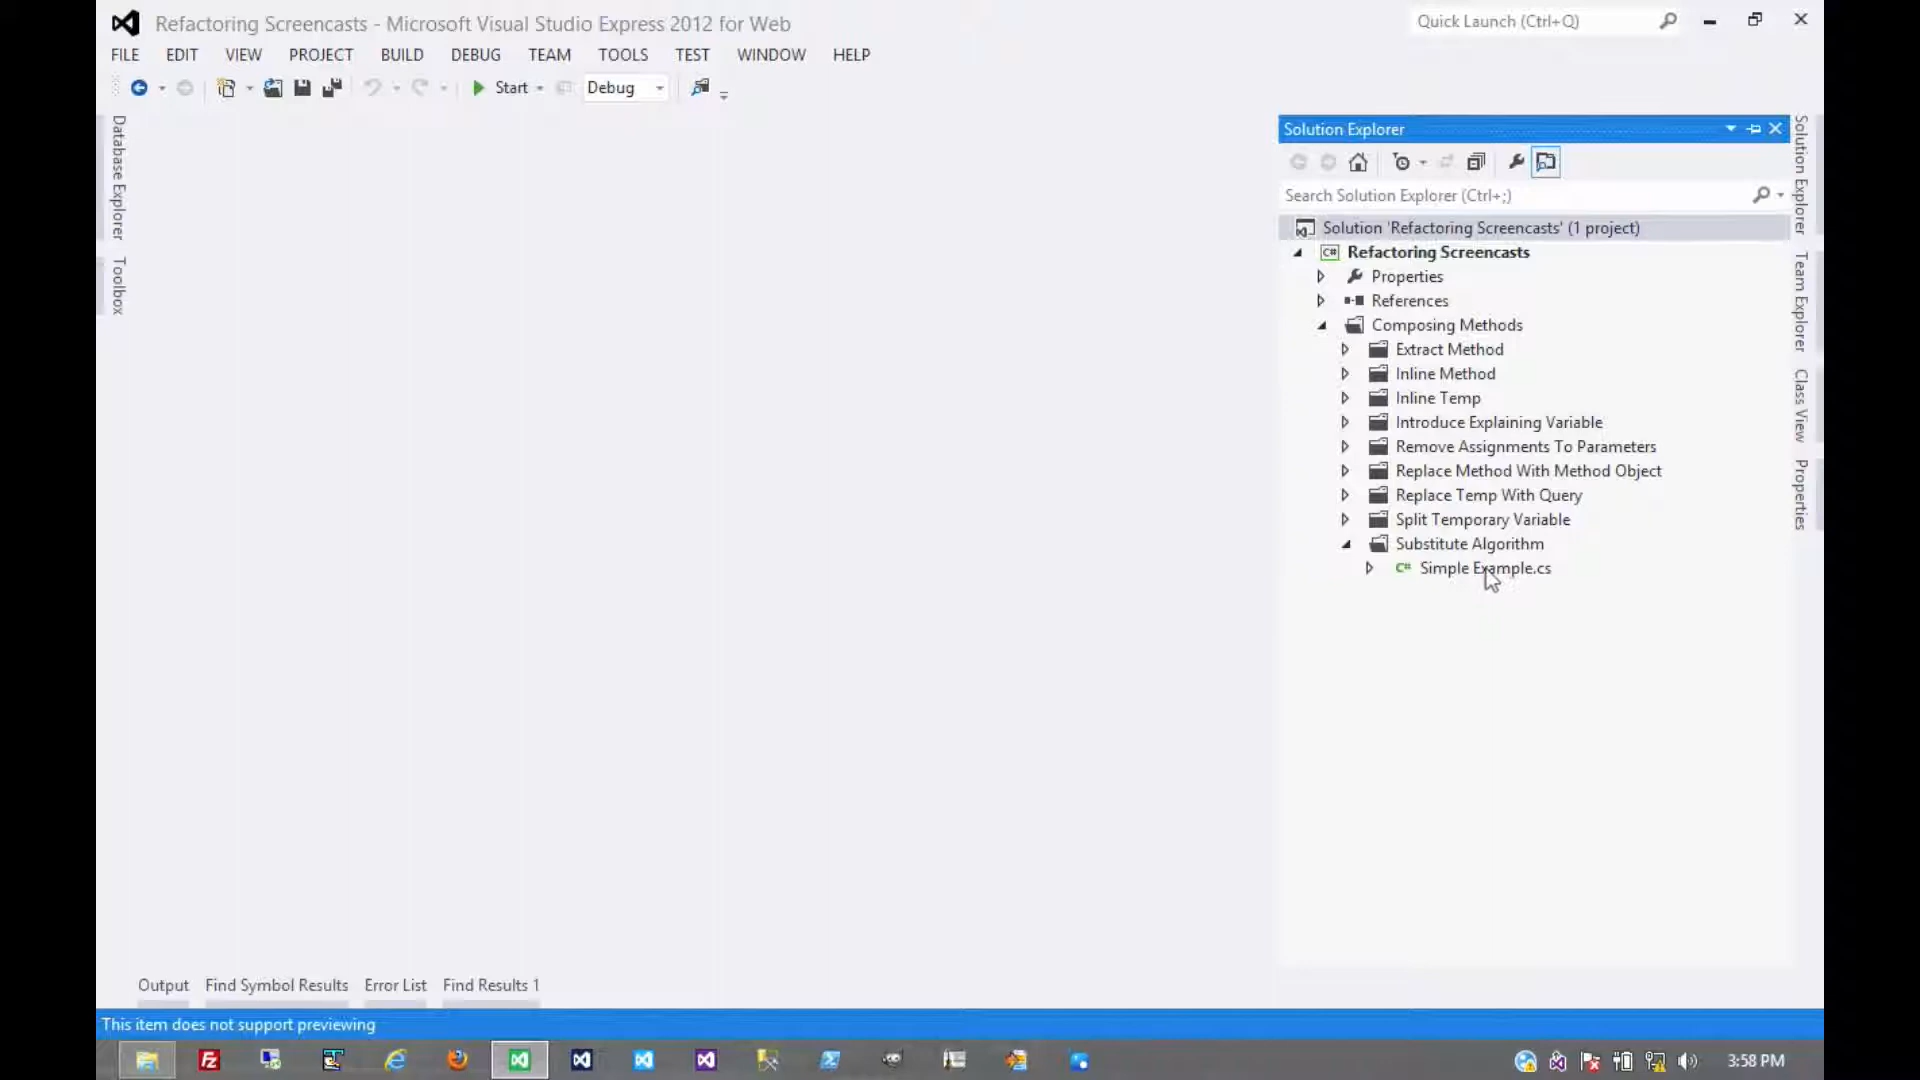 Refactoring Screencasts - Microsoft Visual Studio Express 2012 for Web
Quick Launch (Ctrl+Q)
FILE EDIT VIEW PROJECT BUILD DEBUG TEAM TOOLS TEST WINDOW HELP
Start Debug
Database Explorer
Toolbox
Solution Explorer
Search Solution Explorer (Ctrl+;)
Solution 'Refactoring Screencasts' (1 project)
C# Refactoring Screencasts
Properties
References
Composing Methods
Extract Method
Inline Method
Inline Temp
Introduce Explaining Variable
Remove Assignments To Parameters
Replace Method With Method Object
Replace Temp With Query
Split Temporary Variable
Substitute Algorithm
C# Simple Example.cs
Solution Explorer
Team Explorer
Class View
Properties
Output Find Symbol Results Error List Find Results 1
This item does not support previewing
3:58 PM